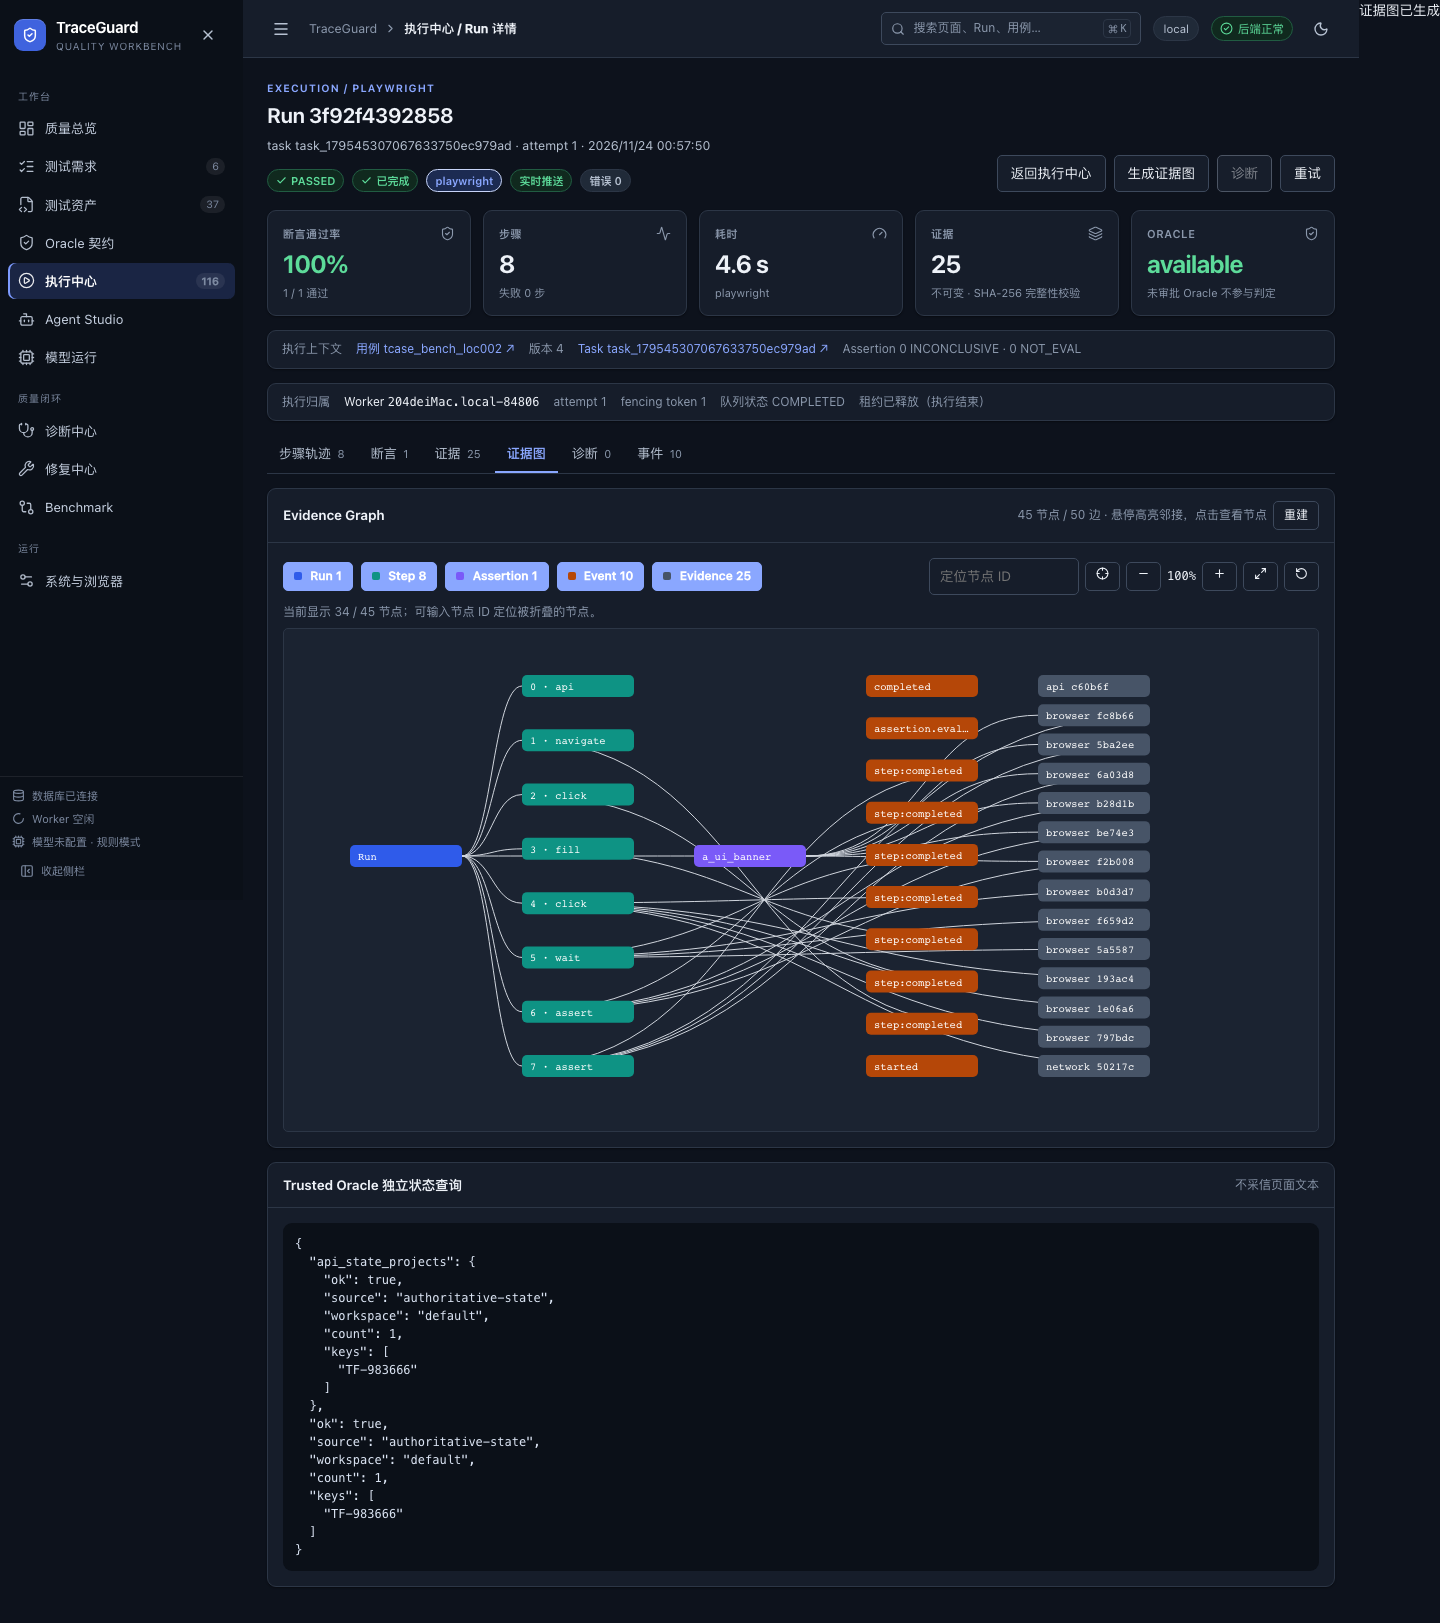 TraceGuard
QUALITY WORKBENCH
工作台
质量总览
测试需求 6
测试资产 37
Oracle 契约
执行中心 116
Agent Studio
模型运行
质量闭环
诊断中心
修复中心
Benchmark
运行
系统与浏览器
数据库已连接
Worker 空闲
模型未配置 · 规则模式
收起侧栏
TraceGuard > 执行中心 / Run 详情
搜索页面、Run、用例... ⌘ K
local
后端正常
证据图已生成
EXECUTION / PLAYWRIGHT
Run 3f92f4392858
task task_179545307067633750ec979ad · attempt 1 · 2026/11/24 00:57:50
PASSED 已完成 playwright 实时推送 错误 0
返回执行中心 生成证据图 诊断 重试
断言通过率
100%
1 / 1 通过
步骤
8
失败 0 步
耗时
4.6 s
playwright
证据
25
不可变 · SHA-256 完整性校验
ORACLE
available
未审批 Oracle 不参与判定
执行上下文 用例 tcase_bench_loc002 ↗ 版本 4 Task task_179545307067633750ec979ad ↗ Assertion 0 INCONCLUSIVE · 0 NOT_EVAL
执行归属 Worker 204deiMac.local-84806 attempt 1 fencing token 1 队列状态 COMPLETED 租约已释放（执行结束）
步骤轨迹 8 断言 1 证据 25 证据图 诊断 0 事件 10
Evidence Graph
45 节点 / 50 边 · 悬停高亮邻接，点击查看节点 重建
Run 1 Step 8 Assertion 1 Event 10 Evidence 25
定位节点 ID − 100% +
当前显示 34 / 45 节点；可输入节点 ID 定位被折叠的节点。
Run
0 · api
1 · navigate
2 · click
3 · fill
4 · click
5 · wait
6 · assert
7 · assert
a_ui_banner
completed
assertion.eval…
step:completed
step:completed
step:completed
step:completed
step:completed
step:completed
step:completed
started
api c60b6f
browser fc8b66
browser 5ba2ee
browser 6a03d8
browser b28d1b
browser be74e3
browser f2b008
browser b0d3d7
browser f659d2
browser 5a5587
browser 193ac4
browser 1e06a6
browser 797bdc
network 50217c
Trusted Oracle 独立状态查询
不采信页面文本
{
"api_state_projects": {
"ok": true,
"source": "authoritative-state",
"workspace": "default",
"count": 1,
"keys": [
"TF-983666"
]
},
"ok": true,
"source": "authoritative-state",
"workspace": "default",
"count": 1,
"keys": [
"TF-983666"
]
}